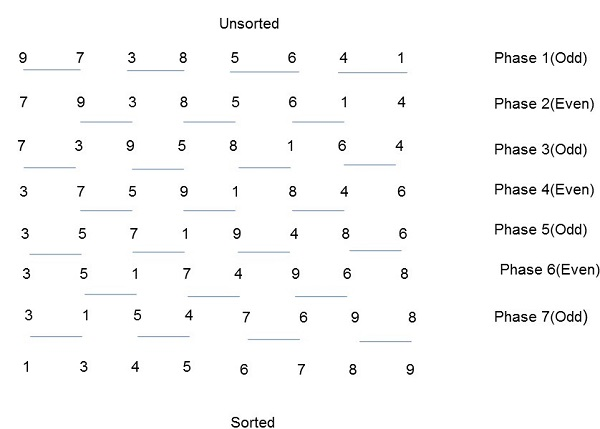 Unsorted
9 7 3 8 5 6 4 1 Phase 1(Odd)
7 9 3 8 5 6 1 4 Phase 2(Even)
7 3 9 5 8 1 6 4 Phase 3(Odd)
3 7 5 9 1 8 4 6 Phase 4(Even)
3 5 7 1 9 4 8 6 Phase 5(Odd)
3 5 1 7 4 9 6 8 Phase 6(Even)
3 1 5 4 7 6 9 8 Phase 7(Odd)
1 3 4 5 6 7 8 9
Sorted